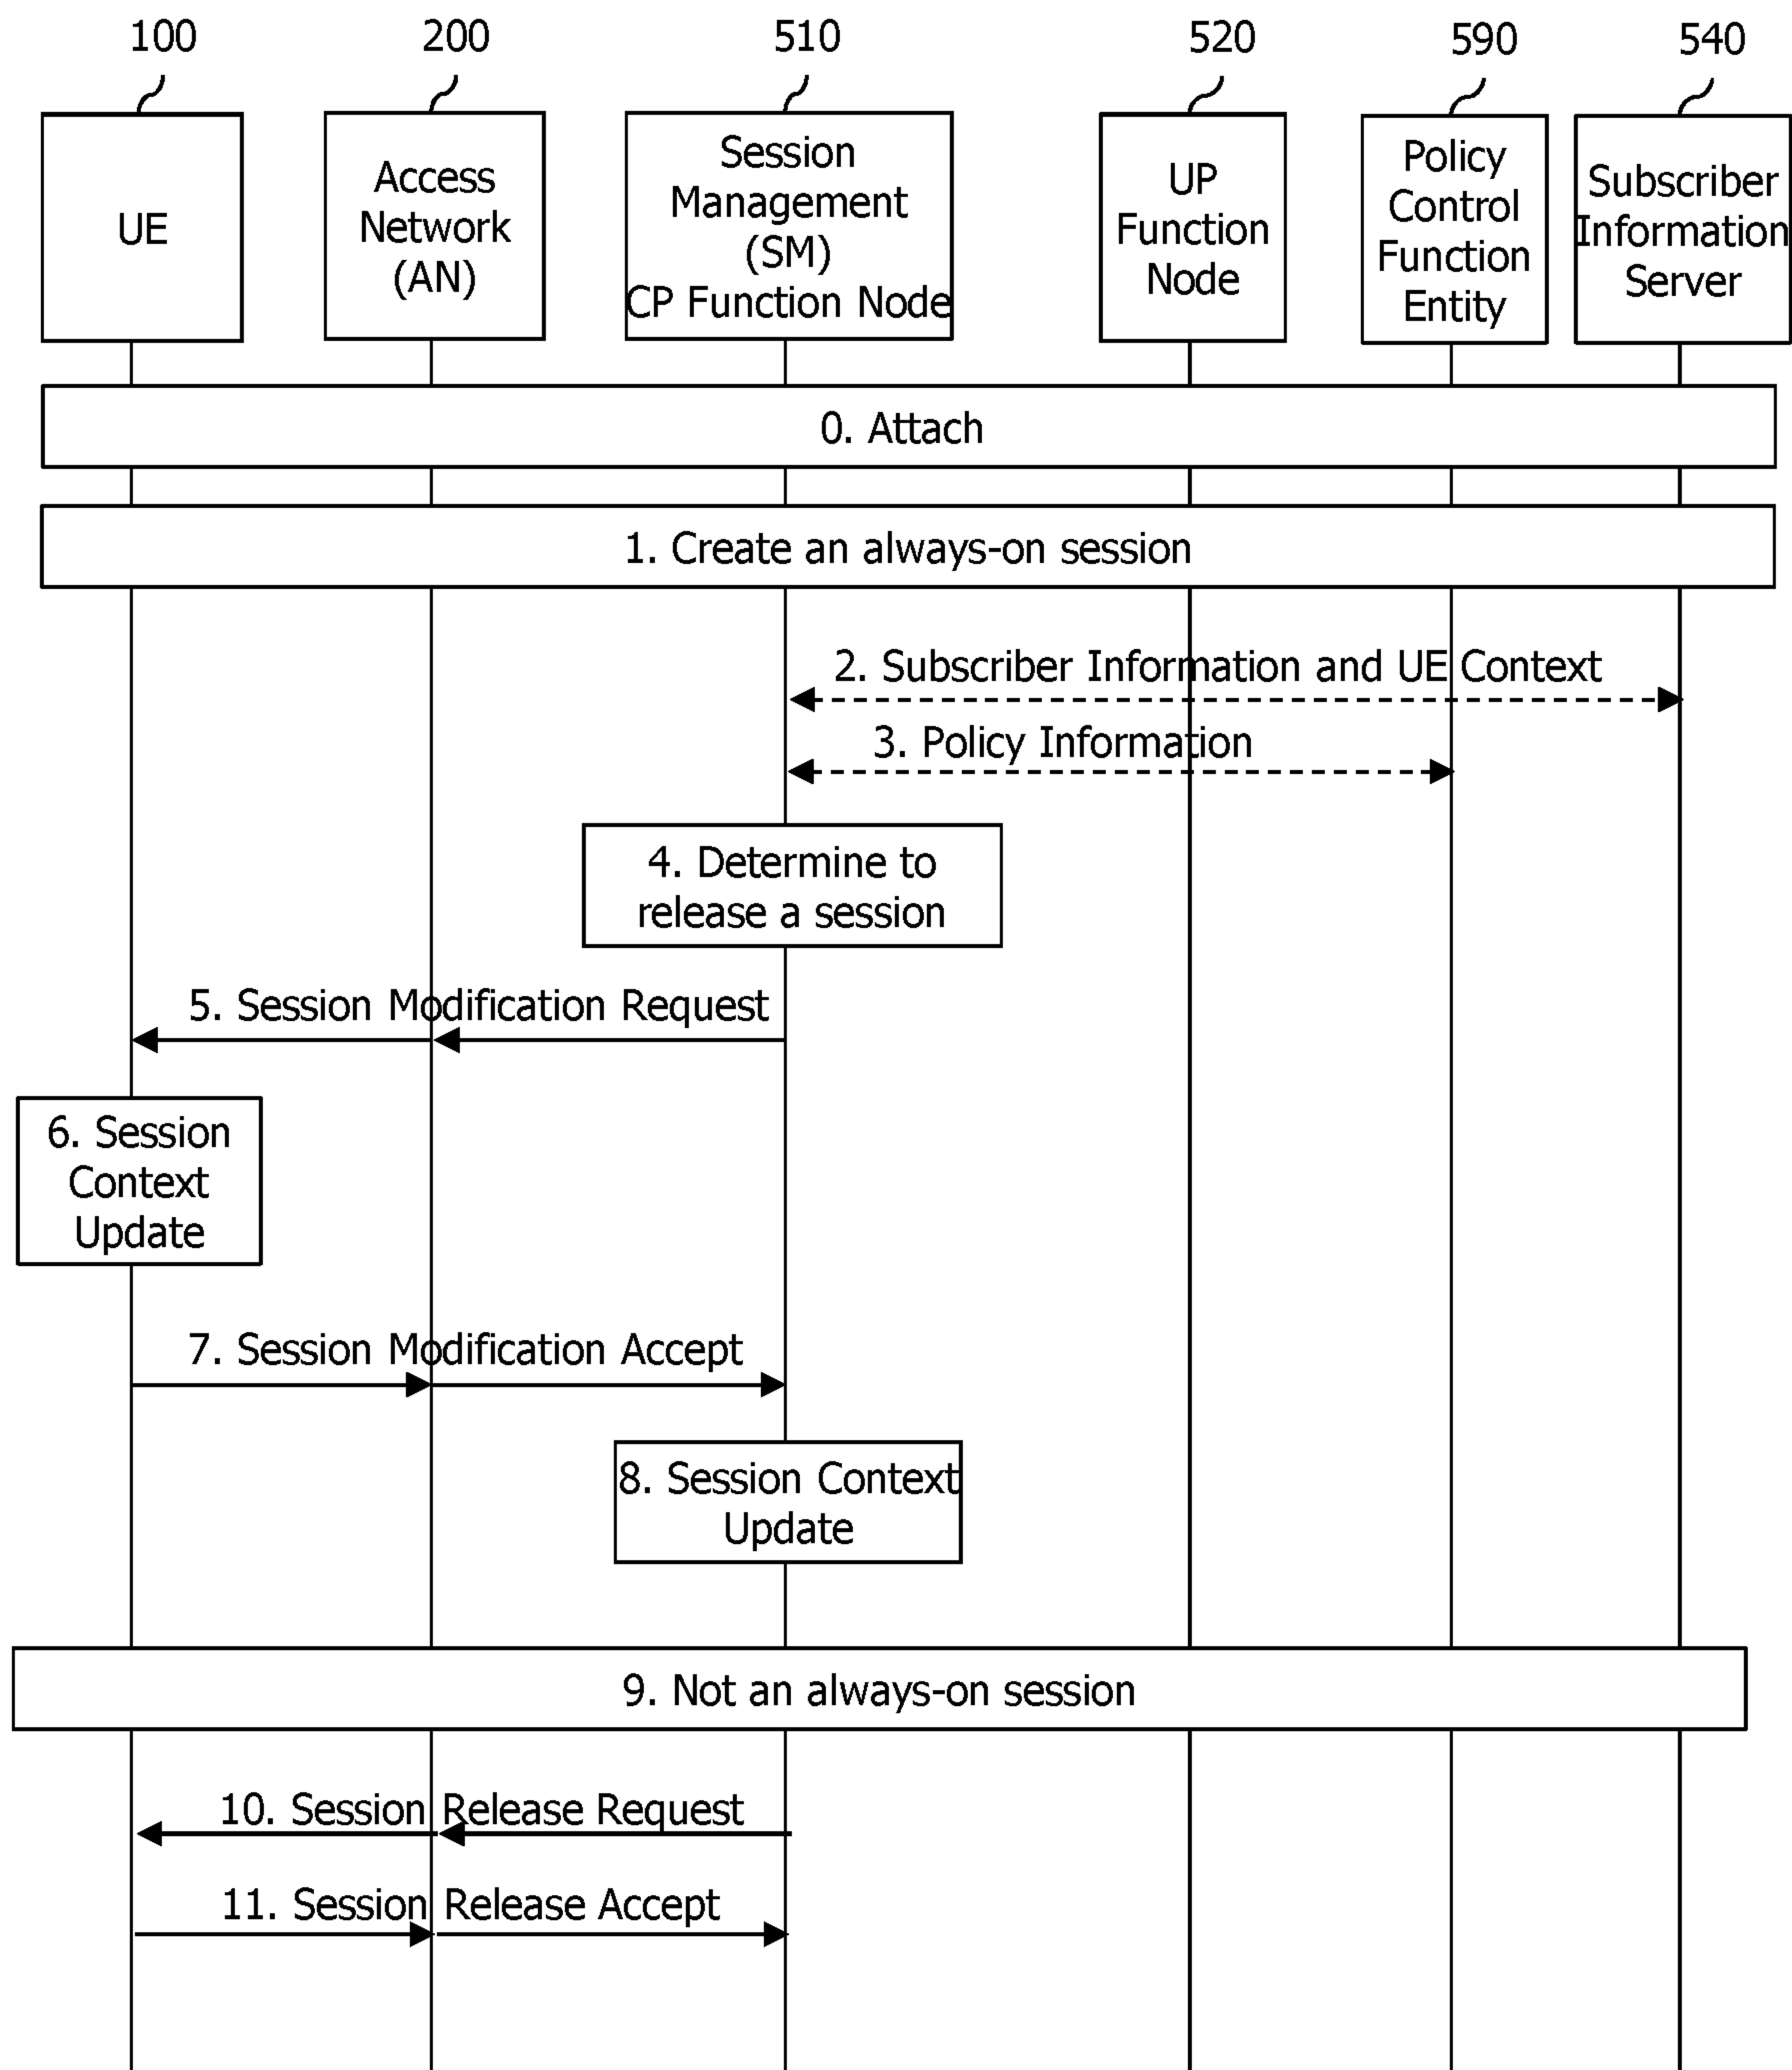 100
200
510
520
590
540
UE
Access
Network
(AN)
Session
Management
(SM)
CP Function Node
UP
Function
Node
Policy
Control
Function
Entity
Subscriber
Information
Server
0. Attach
1. Create an always-on session
2. Subscriber Information and UE Context
3. Policy Information
4. Determine to
release a session
5. Session Modification Request
6. Session
Context
Update
7. Session Modification Accept
8. Session Context
Update
9. Not an always-on session
10. Session Release Request
11. Session Release Accept